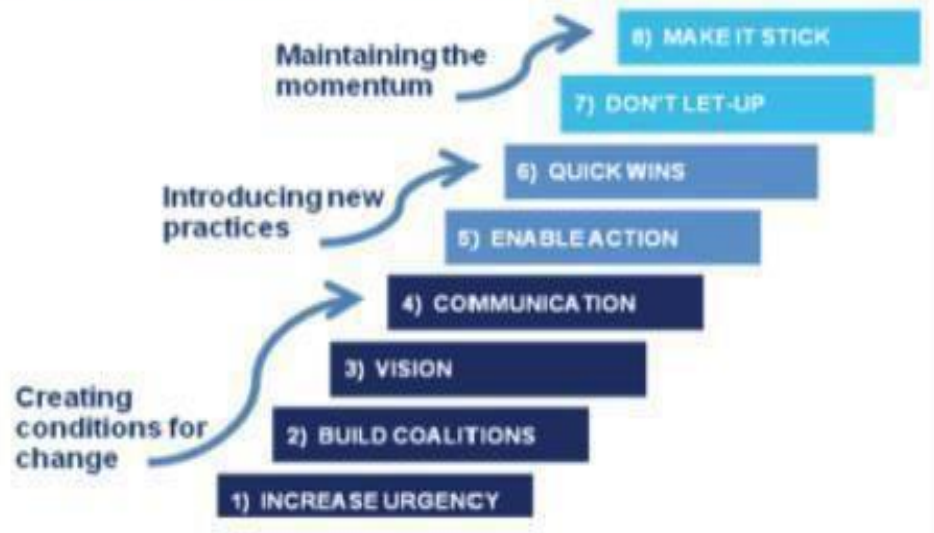 8) MAKE IT STICK
Maintaining the
momentum
7) DON'T LET-UP
6) QUICK WINS
Introducing new
practices
5) ENABLE ACTION
4) COMMUNICATION
3) VISION
Creating
conditions for
change
2) BUILD COALITIONS
1) INCREASE URGENCY